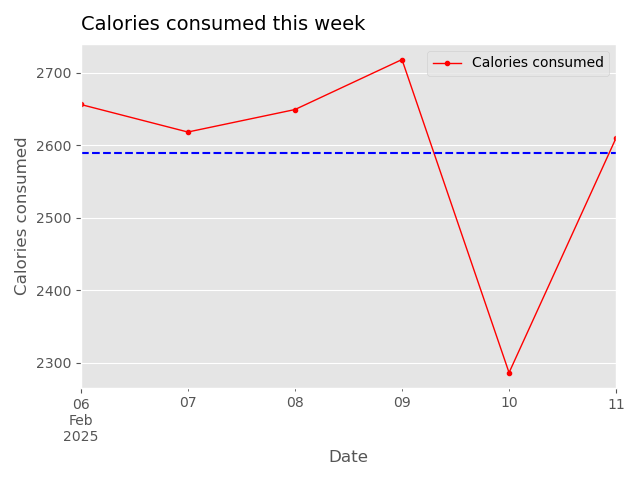 Calories consumed this week
Calories consumed
2700
2600
2500
2400
2300
Calories consumed
06
Feb
2025
07
08
09
10
11
Date